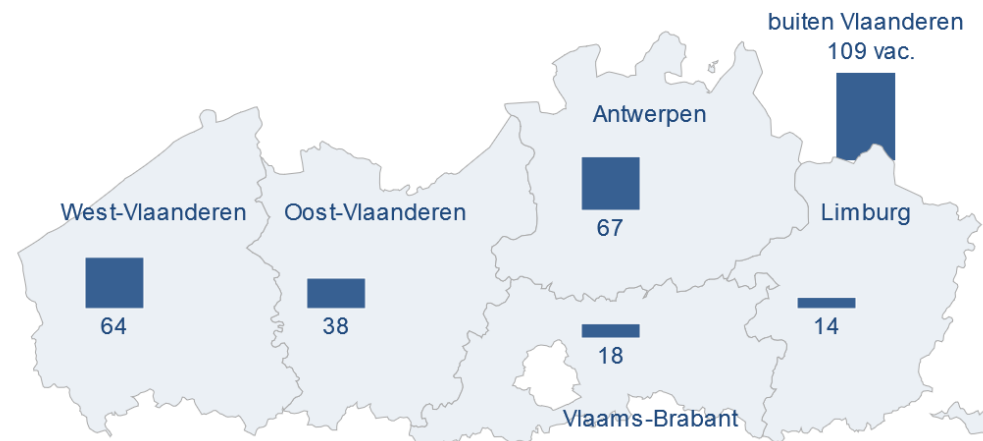 buiten Vlaanderen
109 vac.
Antwerpen
67
West-Vlaanderen
64
Oost-Vlaanderen
38
Limburg
14
18
Vlaams-Brabant